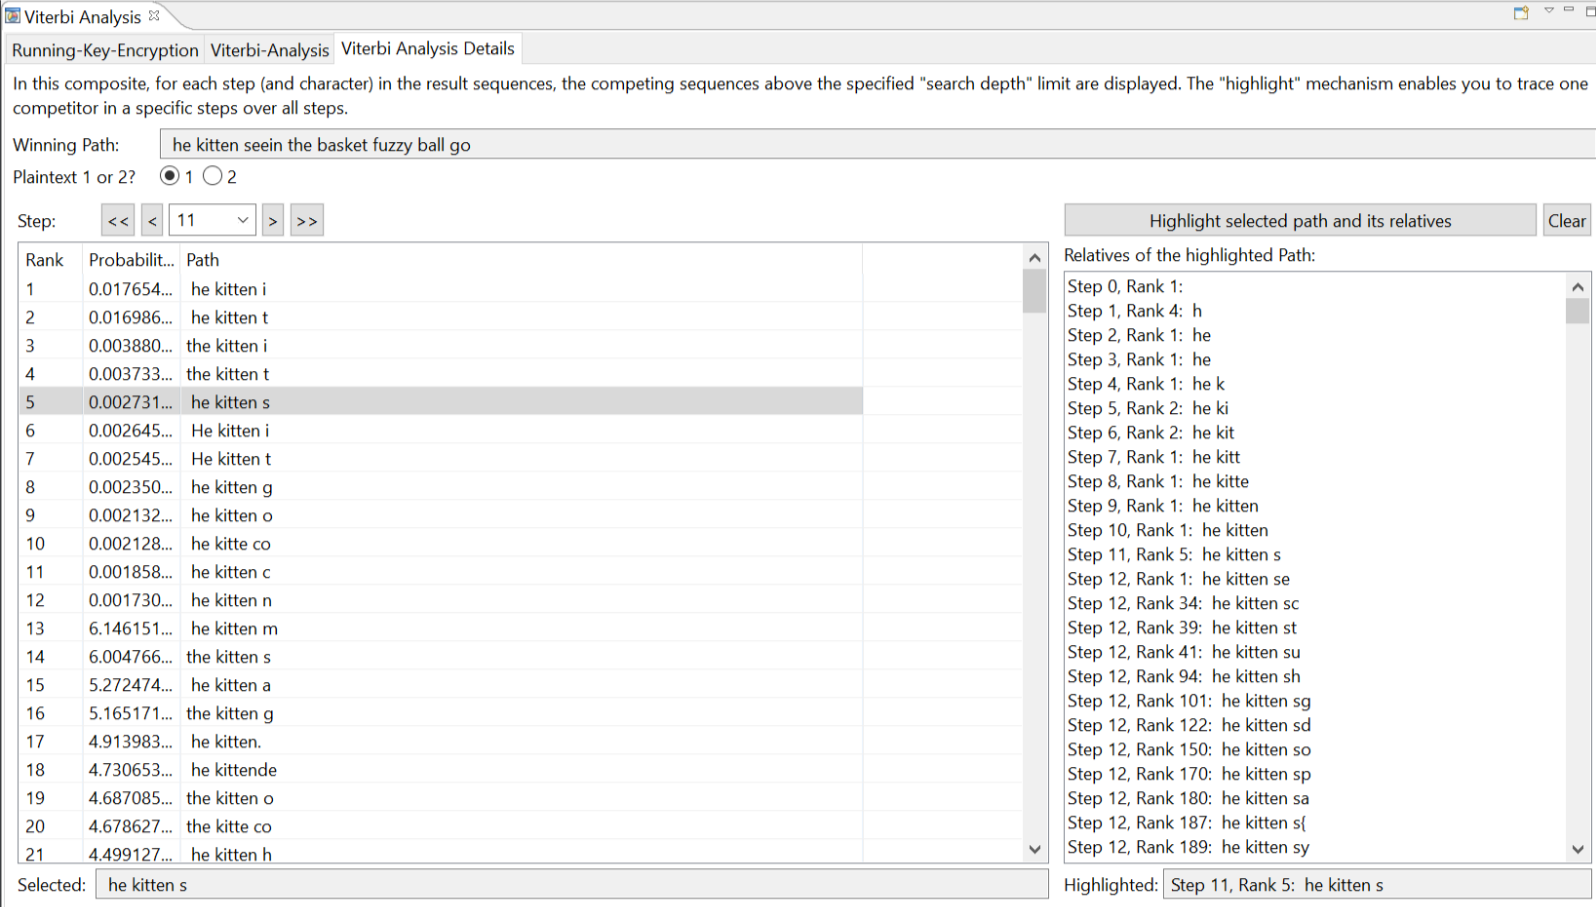 Viterbi Analysis
Running-Key-Encryption Viterbi-Analysis Viterbi Analysis Details
In this composite, for each step (and character) in the result sequences, the competing sequences above the specified "search depth" limit are displayed. The "highlight" mechanism enables you to trace one
competitor in a specific steps over all steps.
Winning Path: he kitten seein the basket fuzzy ball go
Plaintext 1 or 2? 1 2
Step: << < 11 > >>
Rank Probabilit... Path
1 0.017654... he kitten i
2 0.016986... he kitten t
3 0.003880... the kitten i
4 0.003733... the kitten t
5 0.002731... he kitten s
6 0.002645... He kitten i
7 0.002545... He kitten t
8 0.002350... he kitten g
9 0.002132... he kitten o
10 0.002128... he kitte co
11 0.001858... he kitten c
12 0.001730... he kitten n
13 6.146151... he kitten m
14 6.004766... the kitten s
15 5.272474... he kitten a
16 5.165171... the kitten g
17 4.913983... he kitten.
18 4.730653... he kittende
19 4.687085... the kitten o
20 4.678627... the kitte co
21 4.499127... he kitten h
Selected: he kitten s
Highlight selected path and its relatives Clear
Relatives of the highlighted Path:
Step 0, Rank 1:
Step 1, Rank 4: h
Step 2, Rank 1: he
Step 3, Rank 1: he
Step 4, Rank 1: he k
Step 5, Rank 2: he ki
Step 6, Rank 2: he kit
Step 7, Rank 1: he kitt
Step 8, Rank 1: he kitte
Step 9, Rank 1: he kitten
Step 10, Rank 1: he kitten
Step 11, Rank 5: he kitten s
Step 12, Rank 1: he kitten se
Step 12, Rank 34: he kitten sc
Step 12, Rank 39: he kitten st
Step 12, Rank 41: he kitten su
Step 12, Rank 94: he kitten sh
Step 12, Rank 101: he kitten sg
Step 12, Rank 122: he kitten sd
Step 12, Rank 150: he kitten so
Step 12, Rank 170: he kitten sp
Step 12, Rank 180: he kitten sa
Step 12, Rank 187: he kitten s{
Step 12, Rank 189: he kitten sy
Highlighted: Step 11, Rank 5: he kitten s